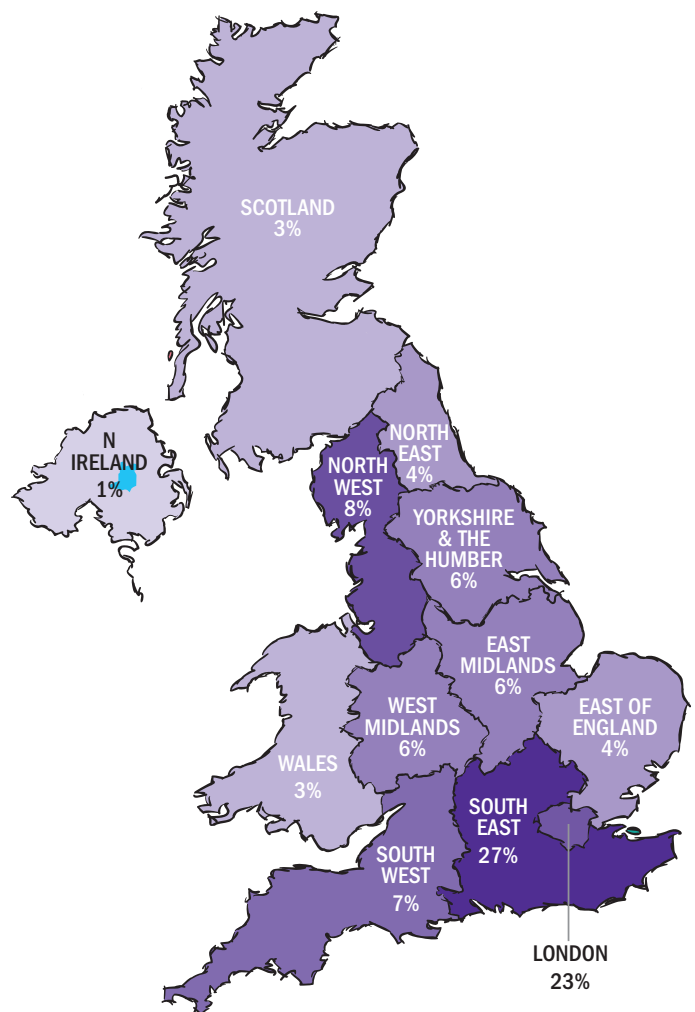 SCOTLAND
3%
N
IRELAND
1%
NORTH
EAST
4%
NORTH
WEST
8%
YORKSHIRE
& THE
HUMBER
6%
EAST
MIDLANDS
6%
WEST
MIDLANDS
6%
EAST OF
ENGLAND
4%
WALES
3%
SOUTH
EAST
27%
SOUTH
WEST
7%
LONDON
23%